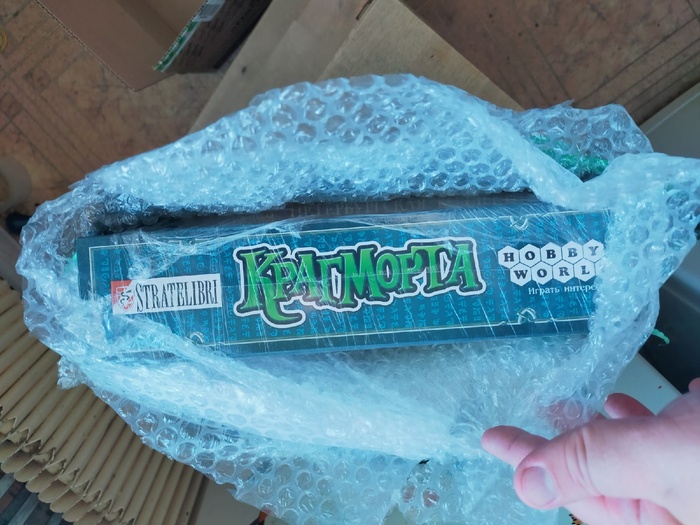 STRATELIBRI
КРАГМОРТА
HOBBY
WORLD
Играть интере